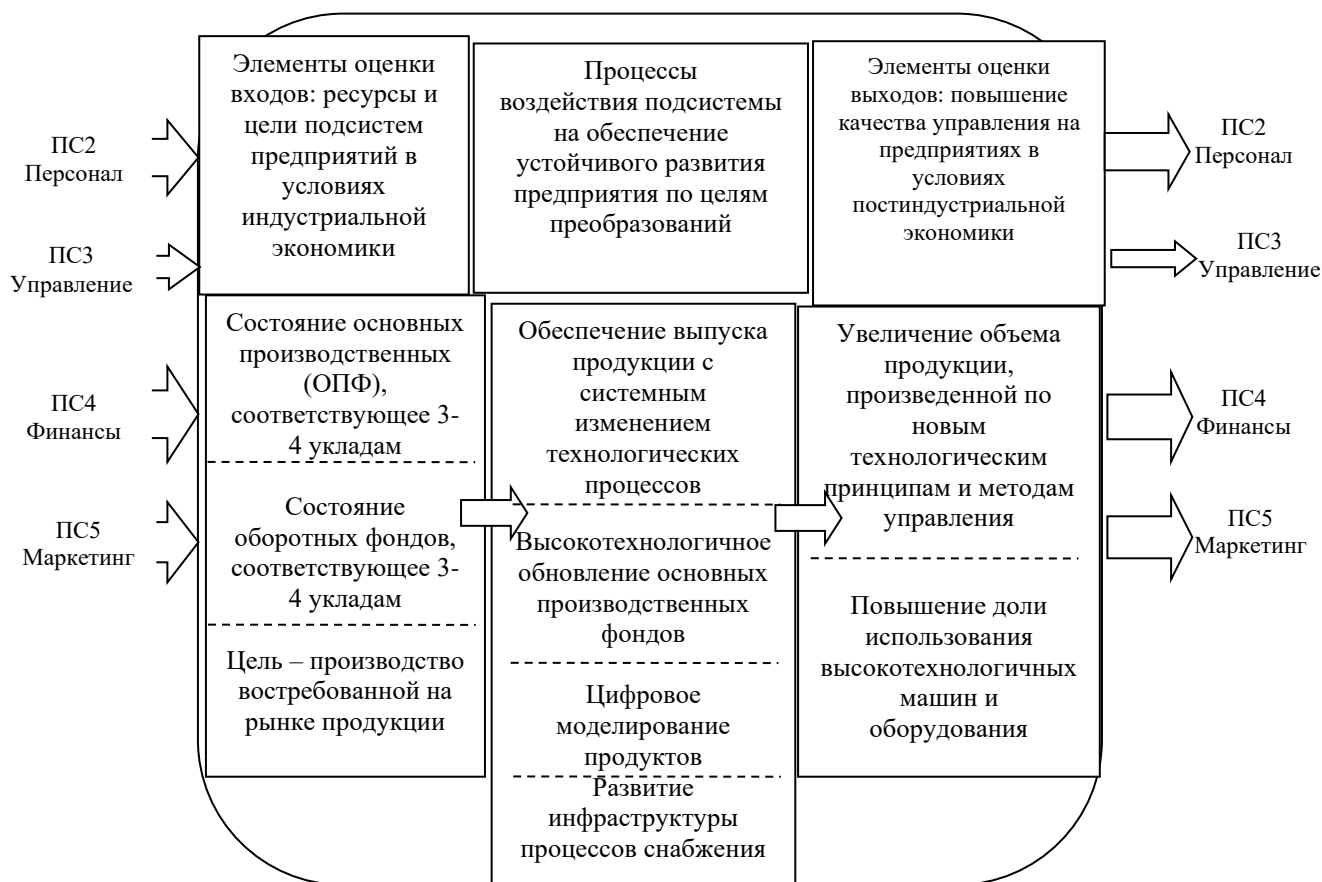 ПС2
Персонал
ПС3
Управление
ПС4
Финансы
ПС5
Маркетинг
Элементы оценки
входов: ресурсы и
цели подсистем
предприятий в
условиях
индустриальной
экономики
Процессы
воздействия подсистемы
на обеспечение
устойчивого развития
предприятия по целям
преобразований
Элементы оценки
выходов: повышение
качества управления на
предприятиях в
условиях
постиндустриальной
экономики
Состояние основных
производственных
(ОПФ),
соответствующее 3-
4 укладам
Состояние
оборотных фондов,
соответствующее 3-
4 укладам
Цель – производство
востребованной на
рынке продукции
Обеспечение выпуска
продукции с
системным
изменением
технологических
процессов
Высокотехнологичное
обновление основных
производственных
фондов
Цифровое
моделирование
продуктов
Развитие
инфраструктуры
процессов снабжения
Увеличение объема
продукции,
произведенной по
новым
технологическим
принципам и методам
управления
Повышение доли
использования
высокотехнологичных
машин и
оборудования
ПС2
Персонал
ПС3
Управление
ПС4
Финансы
ПС5
Маркетинг